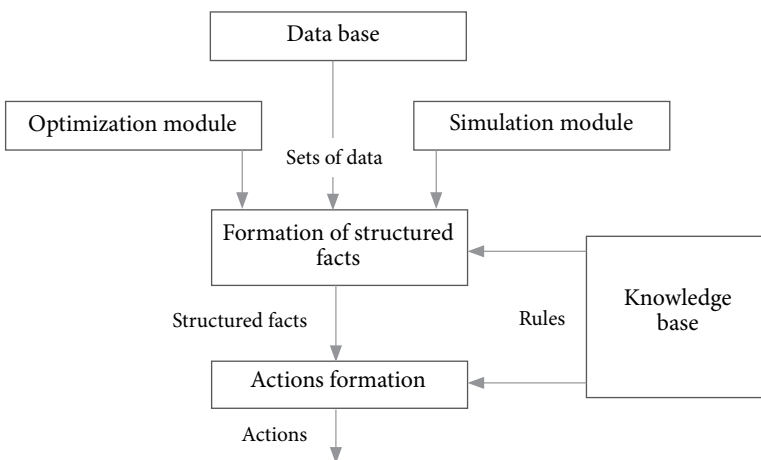 Data base
Optimization module
Simulation module
Sets of data
Formation of structured
facts
Knowledge
base
Structured facts
Rules
Actions formation
Actions